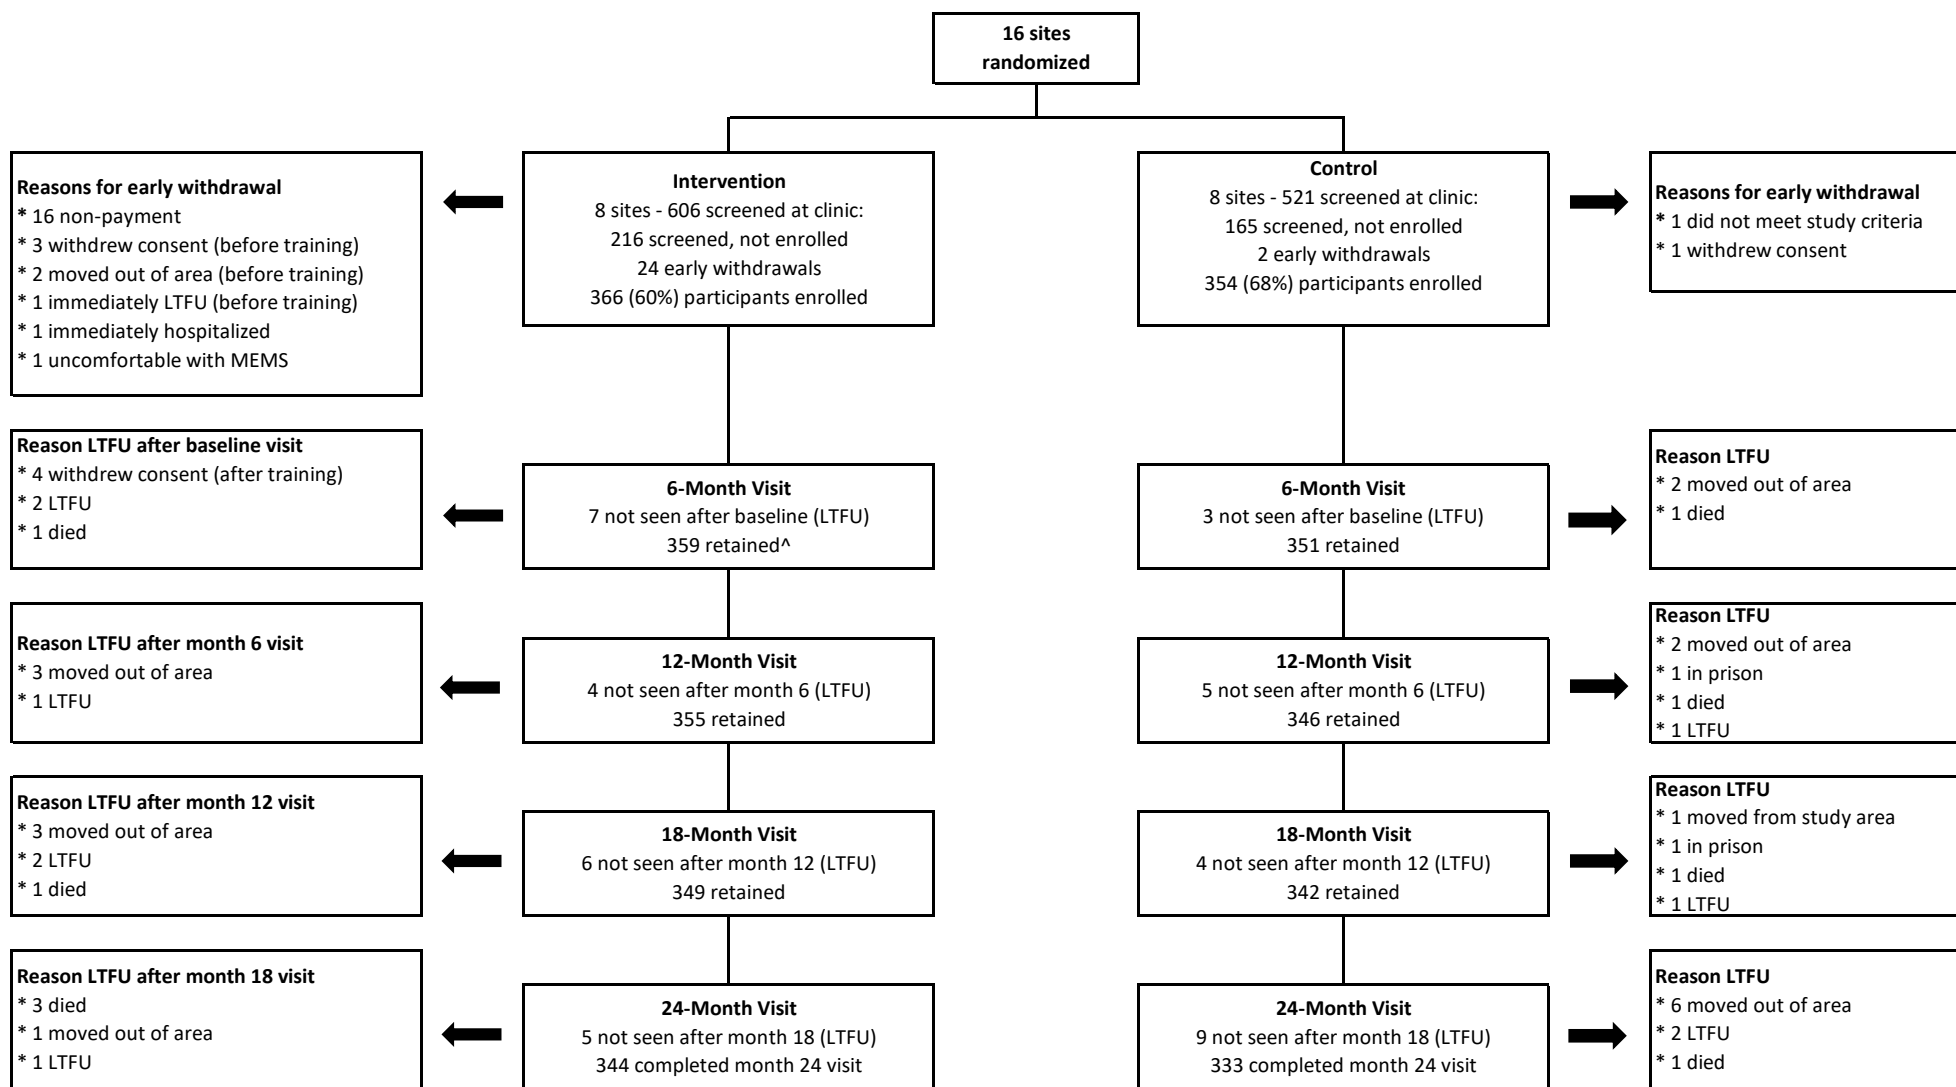 16 sites
randomized
Reasons for early withdrawal
* 16 non-payment
* 3 withdrew consent (before training)
* 2 moved out of area (before training)
* 1 immediately LTFU (before training)
* 1 immediately hospitalized
* 1 uncomfortable with MEMS
Intervention
8 sites - 606 screened at clinic:
216 screened, not enrolled
24 early withdrawals
366 (60%) participants enrolled
Control
8 sites - 521 screened at clinic:
165 screened, not enrolled
2 early withdrawals
354 (68%) participants enrolled
Reasons for early withdrawal
* 1 did not meet study criteria
* 1 withdrew consent
Reason LTFU after baseline visit
* 4 withdrew consent (after training)
* 2 LTFU
* 1 died
6-Month Visit
7 not seen after baseline (LTFU)
359 retained^
6-Month Visit
3 not seen after baseline (LTFU)
351 retained
Reason LTFU
* 2 moved out of area
* 1 died
Reason LTFU after month 6 visit
* 3 moved out of area
* 1 LTFU
12-Month Visit
4 not seen after month 6 (LTFU)
355 retained
12-Month Visit
5 not seen after month 6 (LTFU)
346 retained
Reason LTFU
* 2 moved out of area
* 1 in prison
* 1 died
* 1 LTFU
Reason LTFU after month 12 visit
* 3 moved out of area
* 2 LTFU
* 1 died
18-Month Visit
6 not seen after month 12 (LTFU)
349 retained
18-Month Visit
4 not seen after month 12 (LTFU)
342 retained
Reason LTFU
* 1 moved from study area
* 1 in prison
* 1 died
* 1 LTFU
Reason LTFU after month 18 visit
* 3 died
* 1 moved out of area
* 1 LTFU
24-Month Visit
5 not seen after month 18 (LTFU)
344 completed month 24 visit
24-Month Visit
9 not seen after month 18 (LTFU)
333 completed month 24 visit
Reason LTFU
* 6 moved out of area
* 2 LTFU
* 1 died